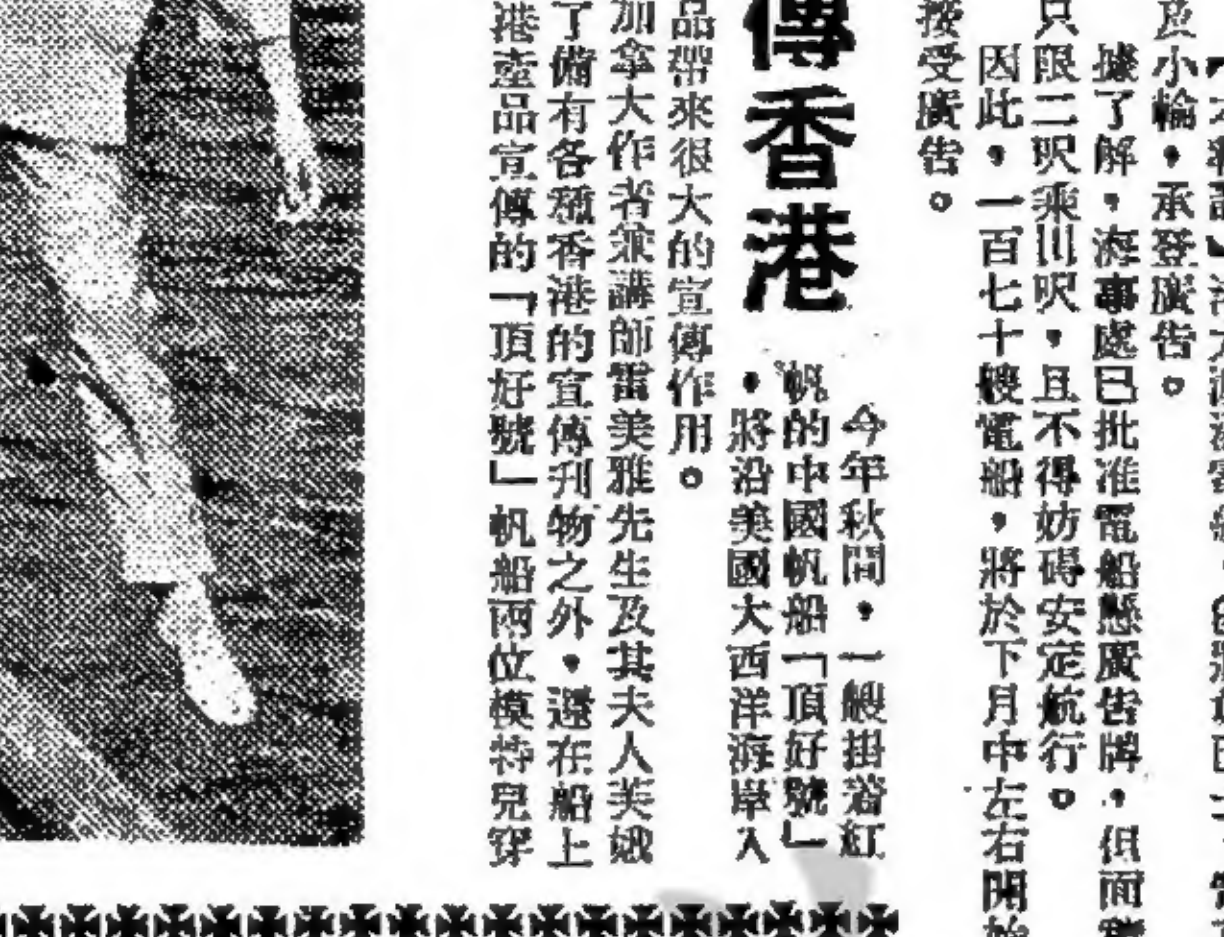 及小輪，承登廣告。
據了解，海事處已批准電船懸廣告牌，但面積
只限二呎乘川呎，且不得妨碍安定航行。
因此，一百七十艘電船，將於下月中左右開始
接受廣告。
傳香港
今年秋間，一艘掛着紅
帆的中國帆船「頂好號」
，將沿美國大西洋海岸入
品帶來很大的宣傳作用。
加拿大作者兼講師雷美雅先生及其夫人芙娥
了備有各種香港的宣傳刋物之外，還在船上
港產品宣傳的「頂好號」帆船兩位模特兒穿